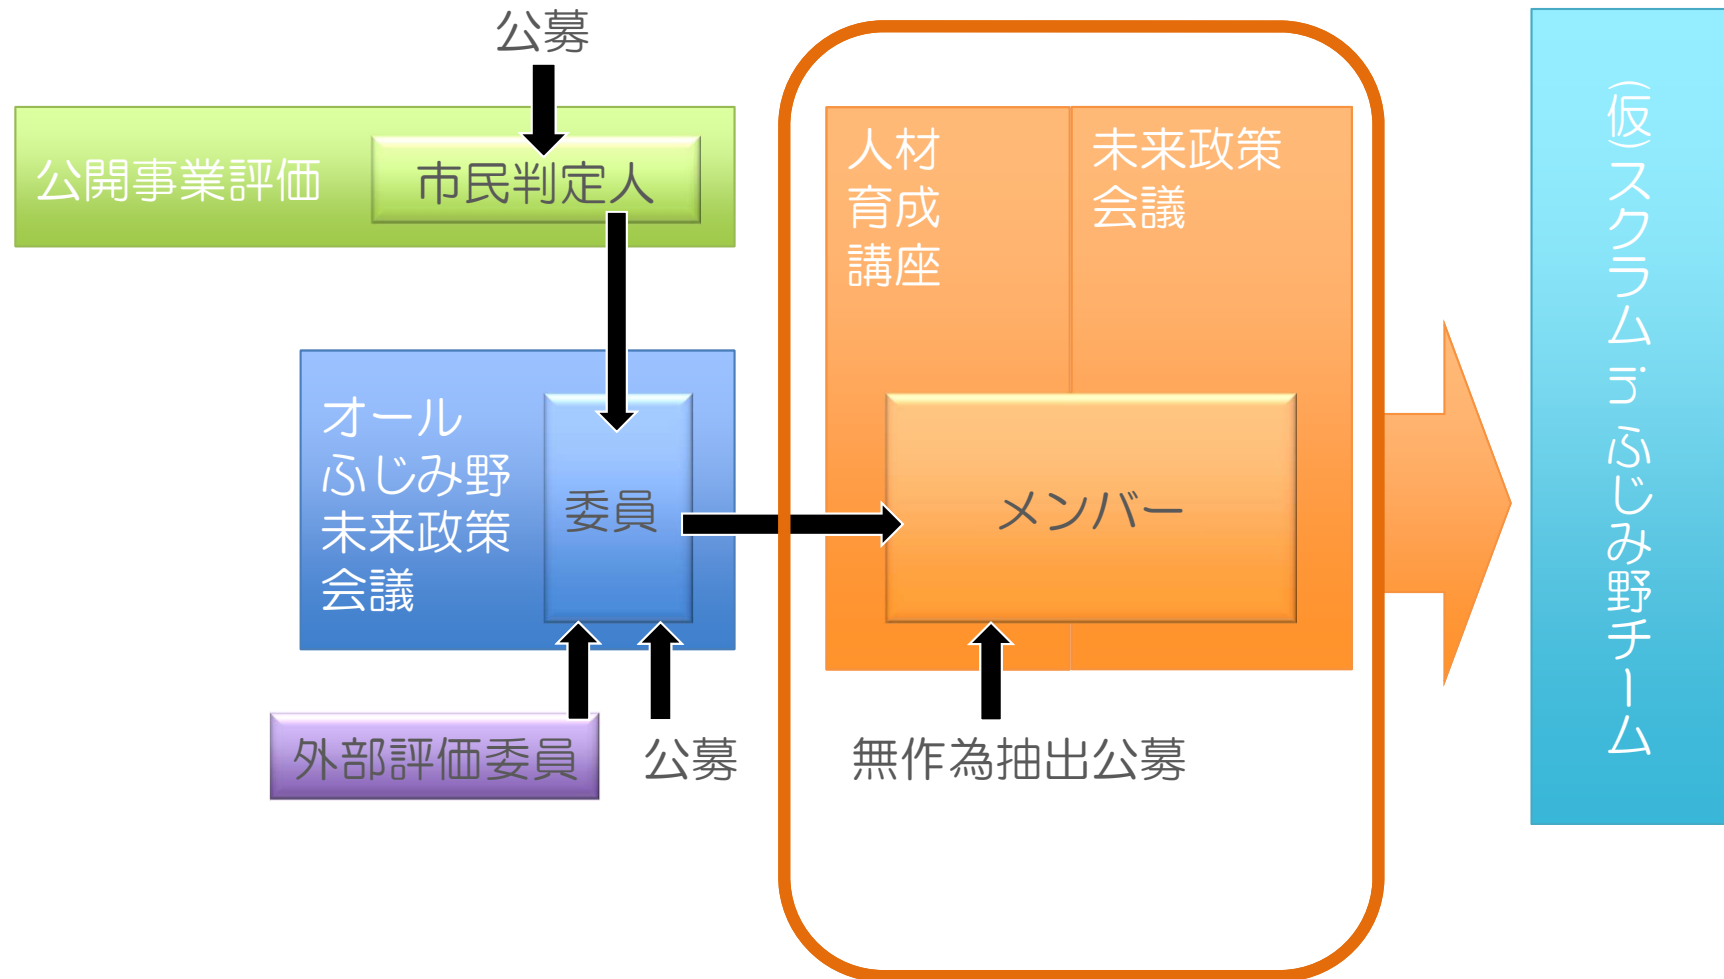 公募
公開事業評価
市民判定人
人材
育成
講座
未来政策
会議
オール
ふじみ野
未来政策
会議
委員
メンバー
外部評価委員
公募
無作為抽出公募
(仮)スクラム ふじみ野チーム